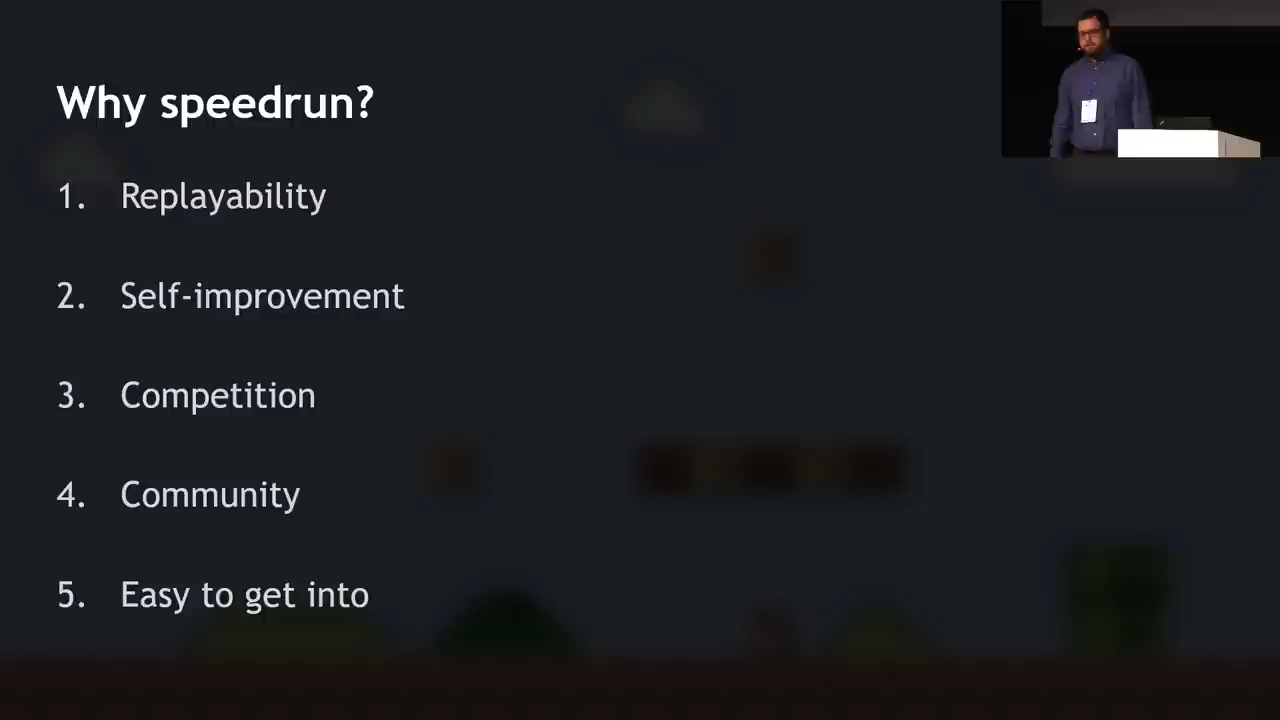 Why speedrun?
1. Replayability
2. Self-improvement
3. Competition
4. Community
5. Easy to get into